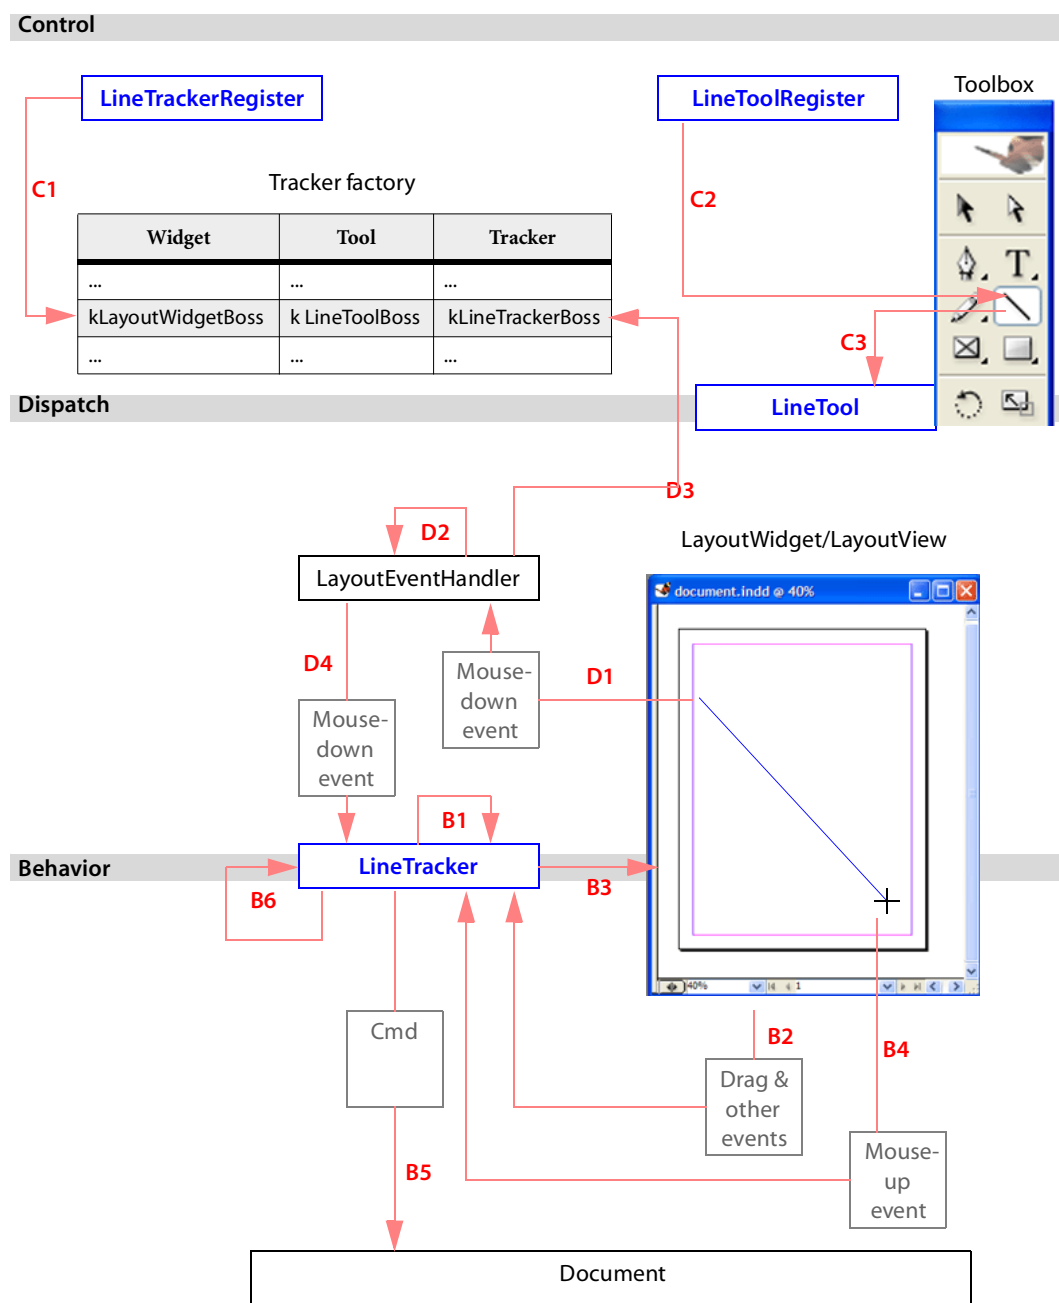 Control
LineTrackerRegister
LineToolRegister
Toolbox
C1
Tracker factory
C2
Widget Tool Tracker
... ... ...
kLayoutWidgetBoss k LineToolBoss kLineTrackerBoss
... ... ...
T
C3
Dispatch
LineTool
D3
D2
LayoutWidget/LayoutView
LayoutEventHandler
document.indd @ 40%
D4
Mouse-
down
event
D1
Mouse-
down
event
B1
Behavior
LineTracker
B3
B6
40%
1
Cmd
B2
B4
Drag &
other
events
B5
Mouse-
up
event
Document